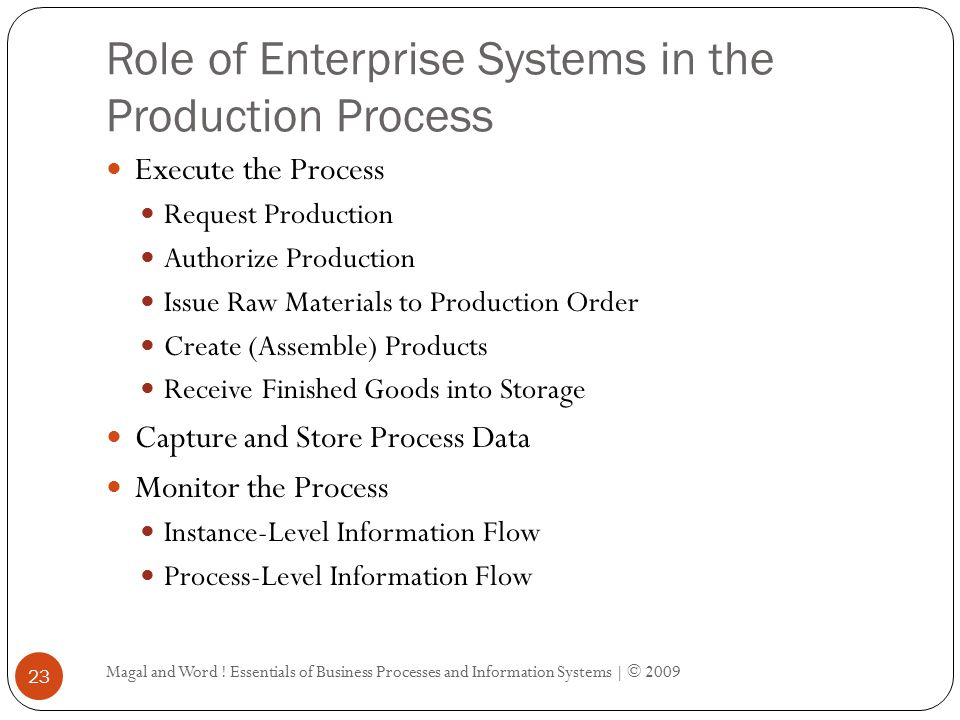 Role of Enterprise Systems in the
Production Process
Execute the Process
Request Production
Authorize Production
Issue Raw Materials to Production Order
Create (Assemble) Products
Receive Finished Goods into Storage
Capture and Store Process Data
Monitor the Process
Instance-Level Information Flow
Process-Level Information Flow
23
Magal and Word ! Essentials of Business Processes and Information Systems | © 2009